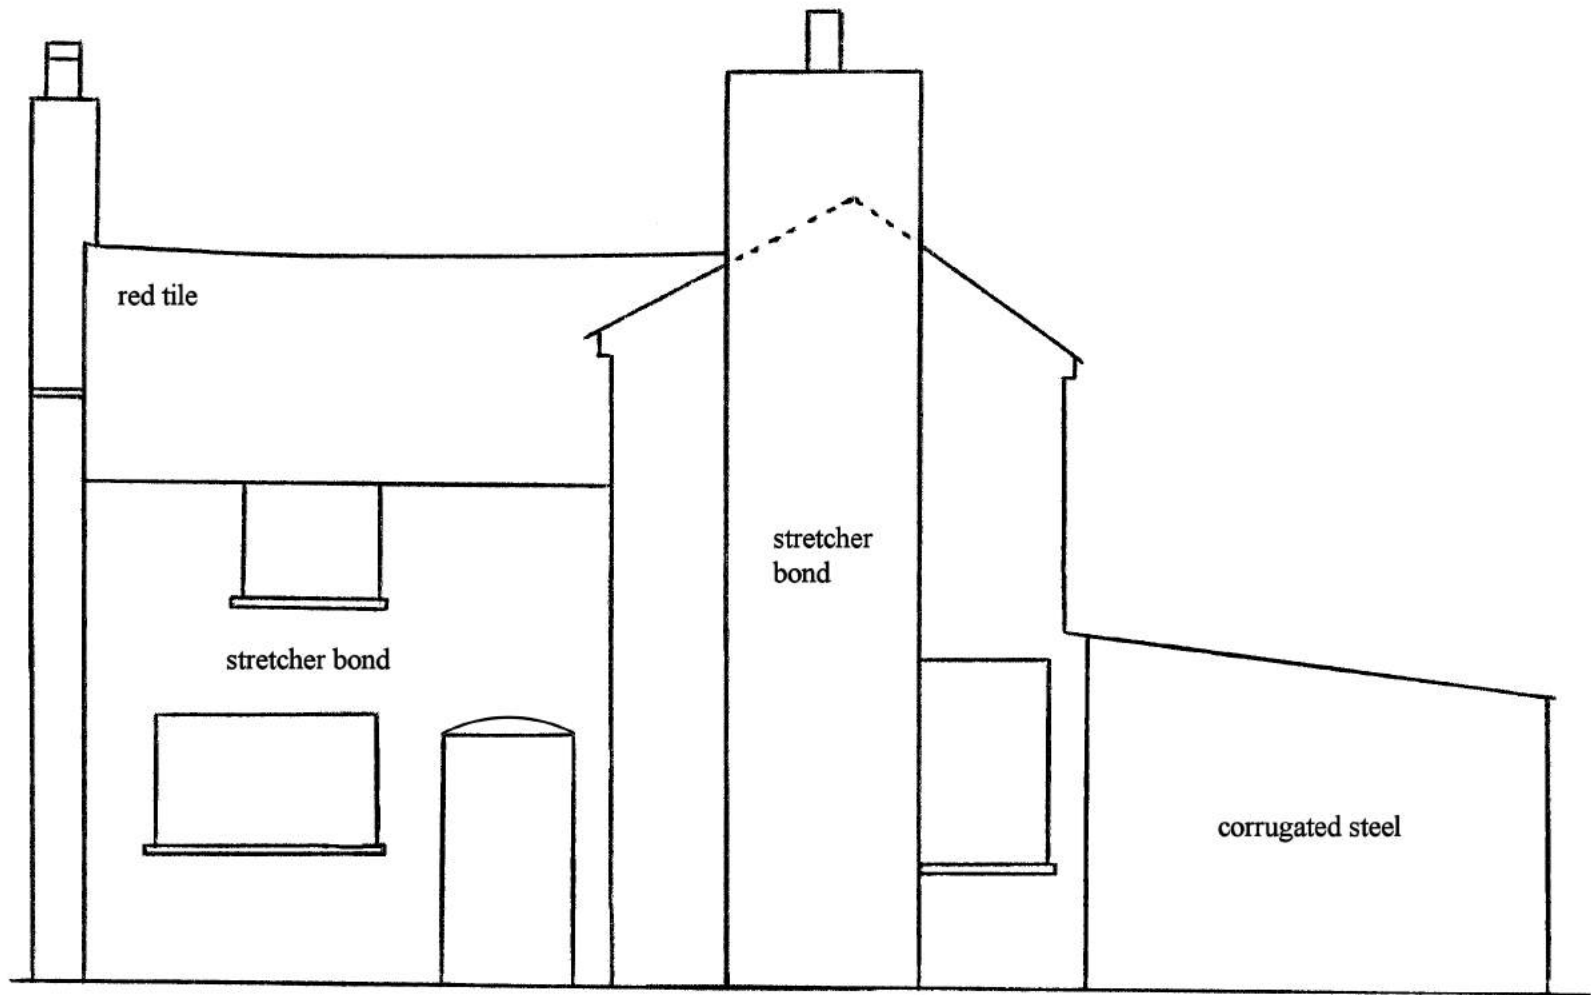 red tile
stretcher
bond
stretcher bond
corrugated steel